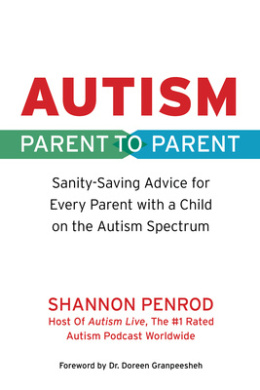 AUTISM
PARENT TO PARENT
Sanity-Saving Advice for
Every Parent with a Child
on the Autism Spectrum
SHANNON PENROD
Host Of Autism Live, The #1 Rated
Autism Podcast Worldwide
Foreword by Dr. Doreen Granpeesheh